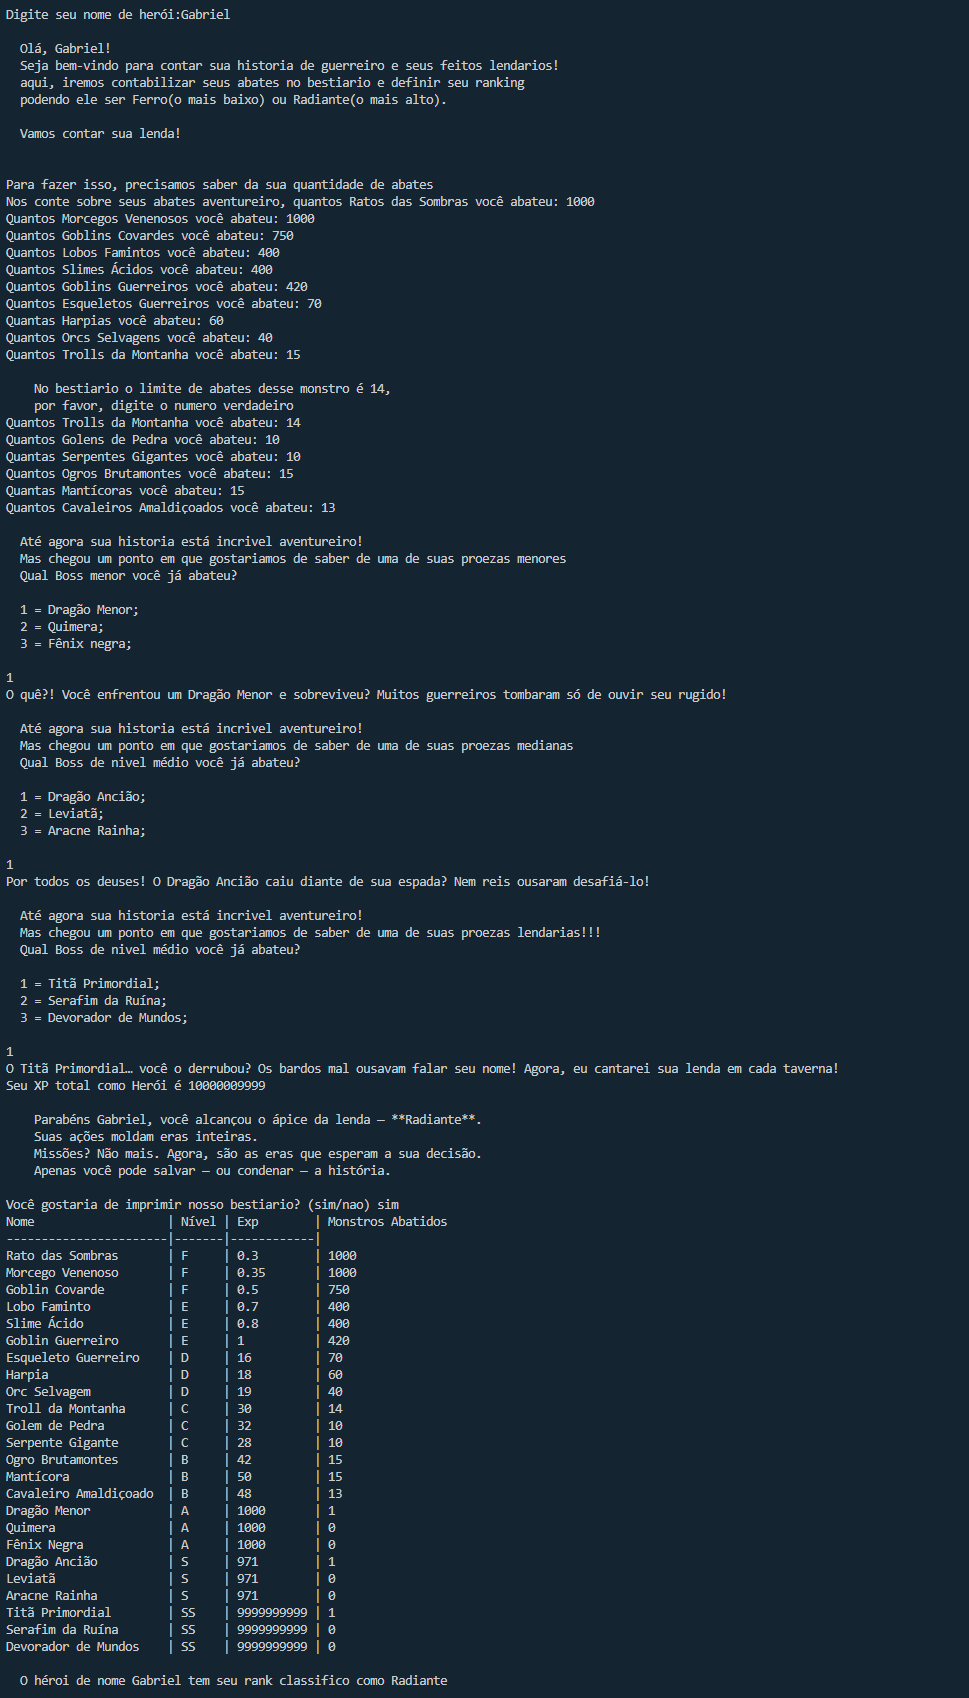 Digite seu nome de herói:Gabriel
Olá, Gabriel!
Seja bem-vindo para contar sua historia de guerreiro e seus feitos lendarios!
aqui, iremos contabilizar seus abates no bestiario e definir seu ranking
podendo ele ser Ferro(o mais baixo) ou Radiante(o mais alto).
Vamos contar sua lenda!
Para fazer isso, precisamos saber da sua quantidade de abates
Nos conte sobre seus abates aventureiro, quantos Ratos das Sombras você abateu: 1000
Quantos Morcegos Venenosos você abateu: 1000
Quantos Goblins Covardes você abateu: 750
Quantos Lobos Famintos você abateu: 400
Quantos Slimes Ácidos você abateu: 400
Quantos Goblins Guerreiros você abateu: 420
Quantos Esqueletos Guerreiros você abateu: 70
Quantas Harpias você abateu: 60
Quantos Orcs Selvagens você abateu: 40
Quantos Trolls da Montanha você abateu: 15
No bestiario o limite de abates desse monstro é 14,
por favor, digite o numero verdadeiro
Quantos Trolls da Montanha você abateu: 14
Quantos Golens de Pedra você abateu: 10
Quantas Serpentes Gigantes você abateu: 10
Quantos Ogros Brutamontes você abateu: 15
Quantas Mantícoras você abateu: 15
Quantos Cavaleiros Amaldiçoados você abateu: 13
Até agora sua historia está incrivel aventureiro!
Mas chegou um ponto em que gostariamos de saber de uma de suas proezas menores
Qual Boss menor você já abateu?
1 = Dragão Menor;
2 = Quimera;
3 = Fênix negra;
1
O quê?! Você enfrentou um Dragão Menor e sobreviveu? Muitos guerreiros tombaram só de ouvir seu rugido!
Até agora sua historia está incrivel aventureiro!
Mas chegou um ponto em que gostariamos de saber de uma de suas proezas medianas
Qual Boss de nivel médio você já abateu?
1 = Dragão Ancião;
2 = Leviatã;
3 = Aracne Rainha;
1
Por todos os deuses! O Dragão Ancião caiu diante de sua espada? Nem reis ousaram desafiá-lo!
Até agora sua historia está incrivel aventureiro!
Mas chegou um ponto em que gostariamos de saber de uma de suas proezas lendarias!!!
Qual Boss de nivel médio você já abateu?
1 = Titã Primordial;
2 = Serafim da Ruína;
3 = Devorador de Mundos;
1
O Titã Primordial… você o derrubou? Os bardos mal ousavam falar seu nome! Agora, eu cantarei sua lenda em cada taverna!
Seu XP total como Herói é 10000009999
Parabéns Gabriel, você alcançou o ápice da lenda — **Radiante**.
Suas ações moldam eras inteiras.
Missões? Não mais. Agora, são as eras que esperam a sua decisão.
Apenas você pode salvar — ou condenar — a história.
Você gostaria de imprimir nosso bestiario? (sim/nao) sim
Nome | Nível | Exp | Monstros Abatidos
-----------------------|-------|------------|
Rato das Sombras | F | 0.3 | 1000
Morcego Venenoso | F | 0.35 | 1000
Goblin Covarde | F | 0.5 | 750
Lobo Faminto | E | 0.7 | 400
Slime Ácido | E | 0.8 | 400
Goblin Guerreiro | E | 1 | 420
Esqueleto Guerreiro | D | 16 | 70
Harpia | D | 18 | 60
Orc Selvagem | D | 19 | 40
Troll da Montanha | C | 30 | 14
Golem de Pedra | C | 32 | 10
Serpente Gigante | C | 28 | 10
Ogro Brutamontes | B | 42 | 15
Mantícora | B | 50 | 15
Cavaleiro Amaldiçoado | B | 48 | 13
Dragão Menor | A | 1000 | 1
Quimera | A | 1000 | 0
Fênix Negra | A | 1000 | 0
Dragão Ancião | S | 971 | 1
Leviatã | S | 971 | 0
Aracne Rainha | S | 971 | 0
Titã Primordial | SS | 9999999999 | 1
Serafim da Ruína | SS | 9999999999 | 0
Devorador de Mundos | SS | 9999999999 | 0
O héroi de nome Gabriel tem seu rank classifico como Radiante